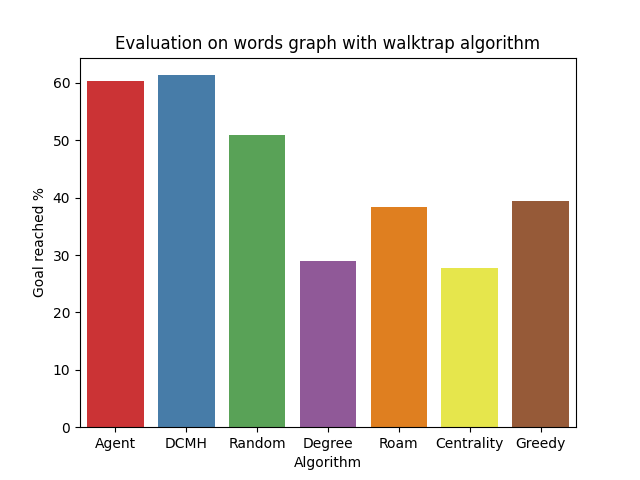 Evaluation on words graph with walktrap algorithm
Goal reached %
60
50
40
30
20
10
0
Agent DCMH Random Degree Roam Centrality Greedy
Algorithm